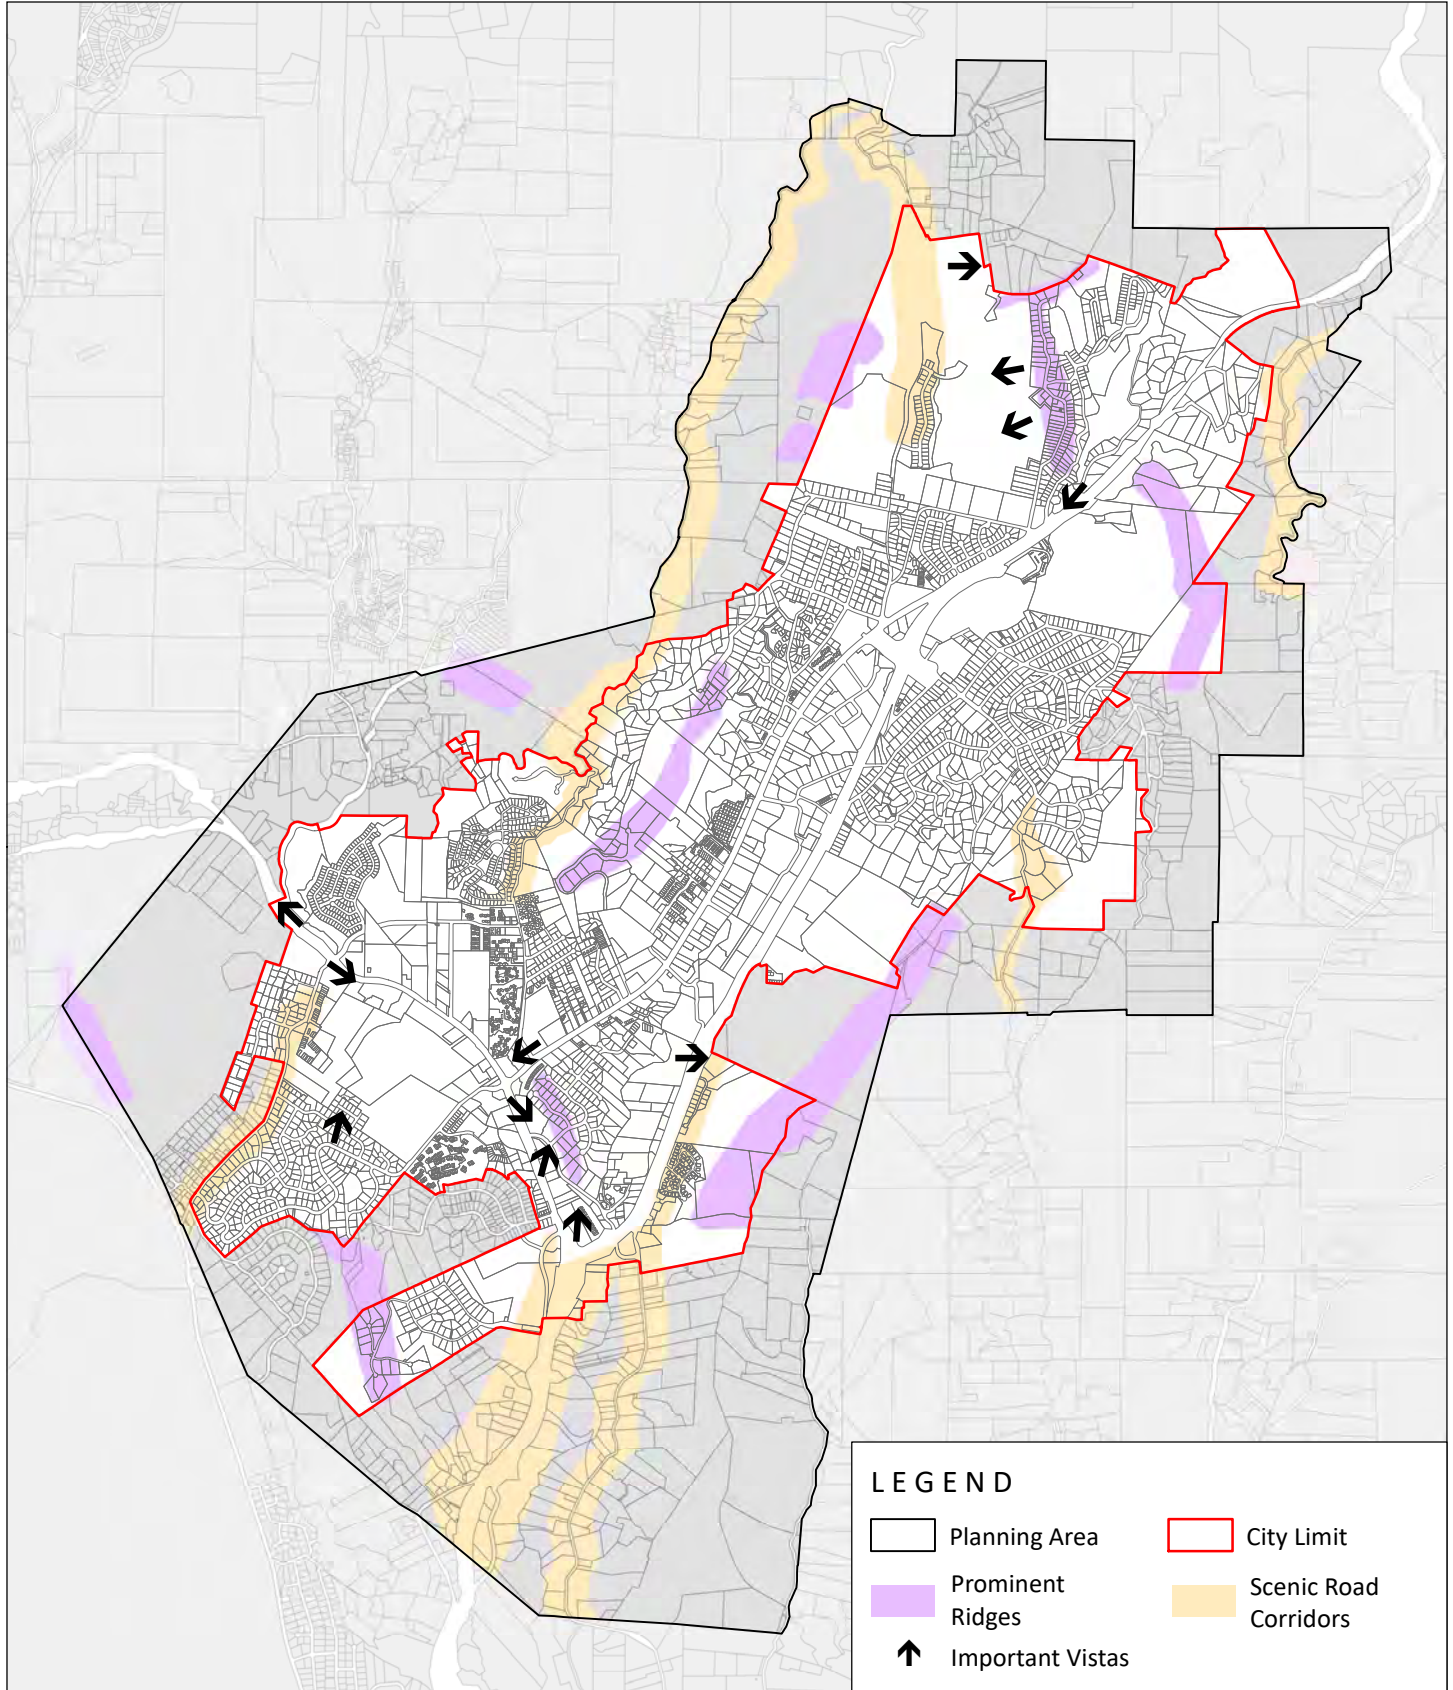 LEGEND
Planning Area
City Limit
Prominent
Ridges
Scenic Road
Corridors
Important Vistas